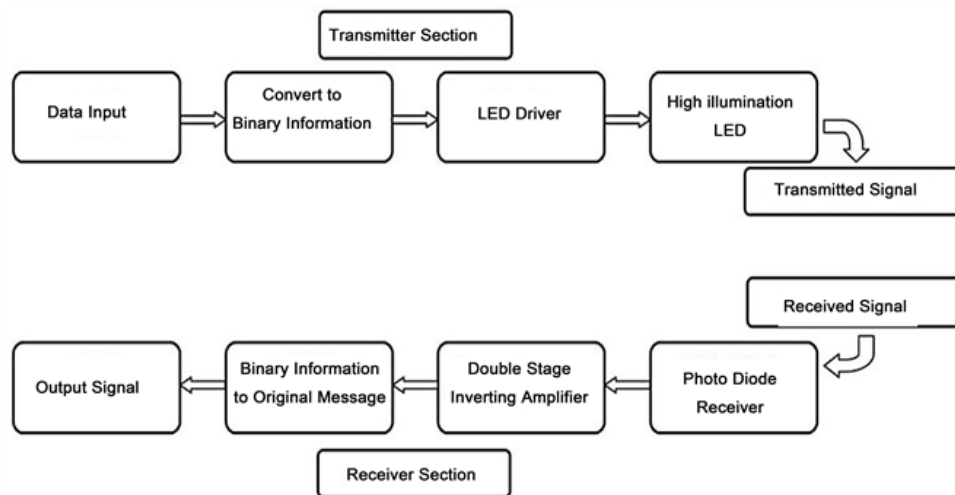 Transmitter Section
Data Input
Convert to
Binary Information
LED Driver
High illumination
LED
Transmitted Signal
Received Signal
Photo Diode
Receiver
Double Stage
Inverting Amplifier
Binary Information
to Original Message
Output Signal
Receiver Section